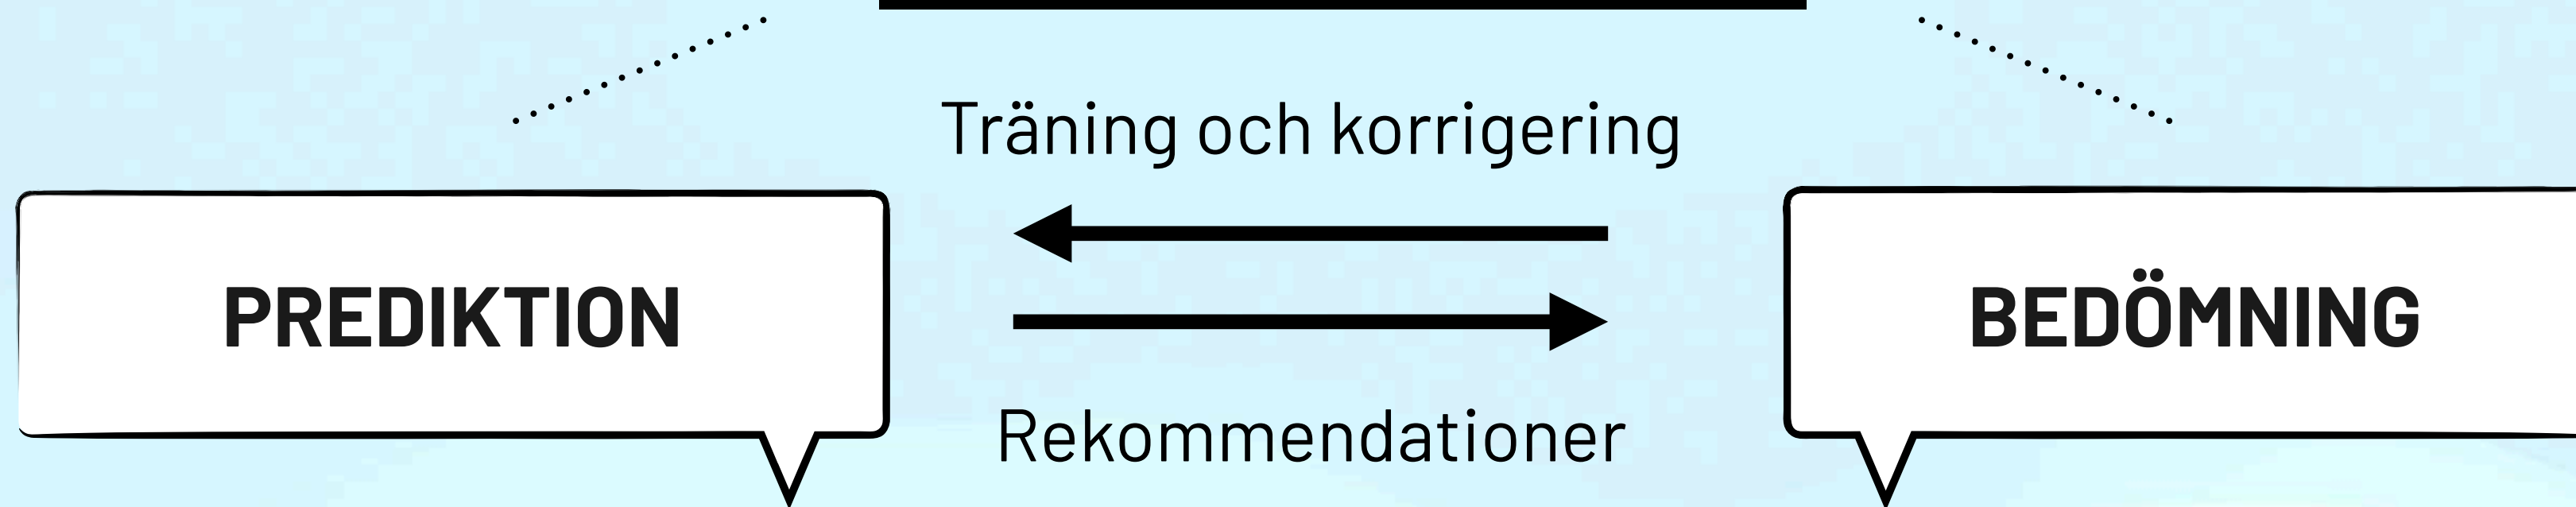 Träning och korrigering
PREDIKTION
BEDÖMNING
Rekommendationer